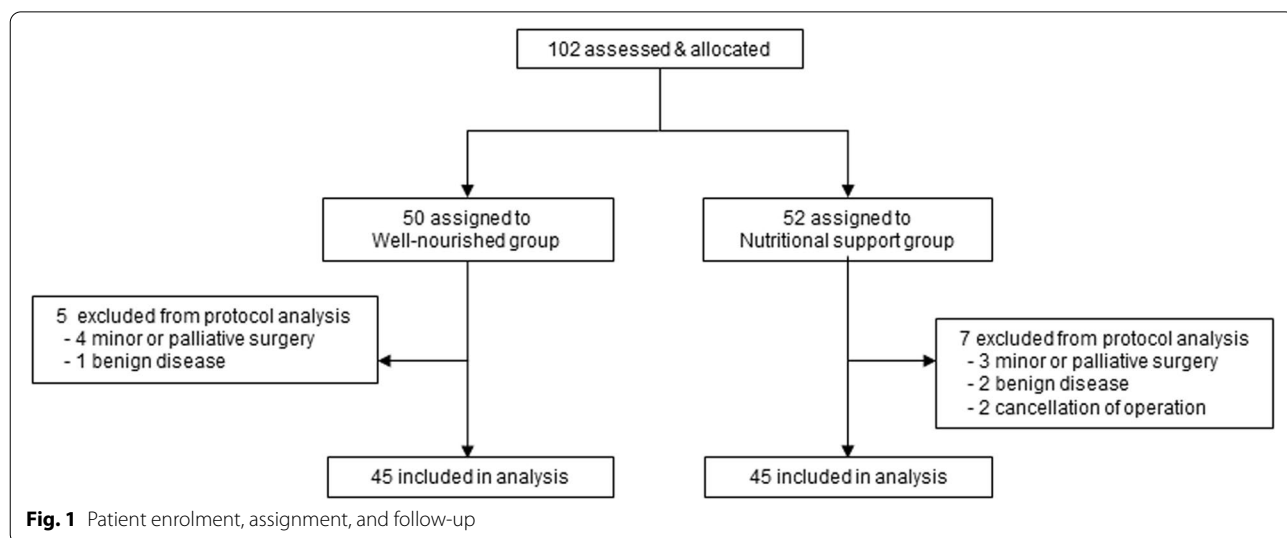 102 assessed & allocated
50 assigned to
Well-nourished group
52 assigned to
Nutritional support group
5 excluded from protocol analysis
- 4 minor or palliative surgery
- 1 benign disease
7 excluded from protocol analysis
- 3 minor or palliative surgery
- 2 benign disease
- 2 cancellation of operation
45 included in analysis
45 included in analysis
Fig. 1 Patient enrolment, assignment, and follow-up